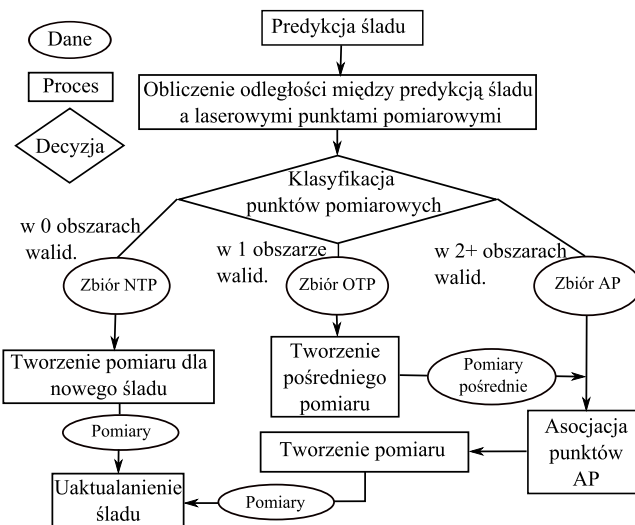 Dane
Proces
Decyzja
Predykcja śladu
Obliczenie odległości między predykcją śladu
a laserowymi punktami pomiarowymi
Klasyfikacja
punktów pomiarowych
w 0 obszarach
walid.
w 1 obszarze
walid.
w 2+ obszarach
walid.
Zbiór NTP
Zbiór OTP
Zbiór AP
Tworzenie pomiaru dla
nowego śladu
Tworzenie
pośredniego
pomiaru
Pomiary
pośrednie
Pomiary
Tworzenie pomiaru
Asocjacja
punktów
AP
Uaktualanienie
śladu
Pomiary